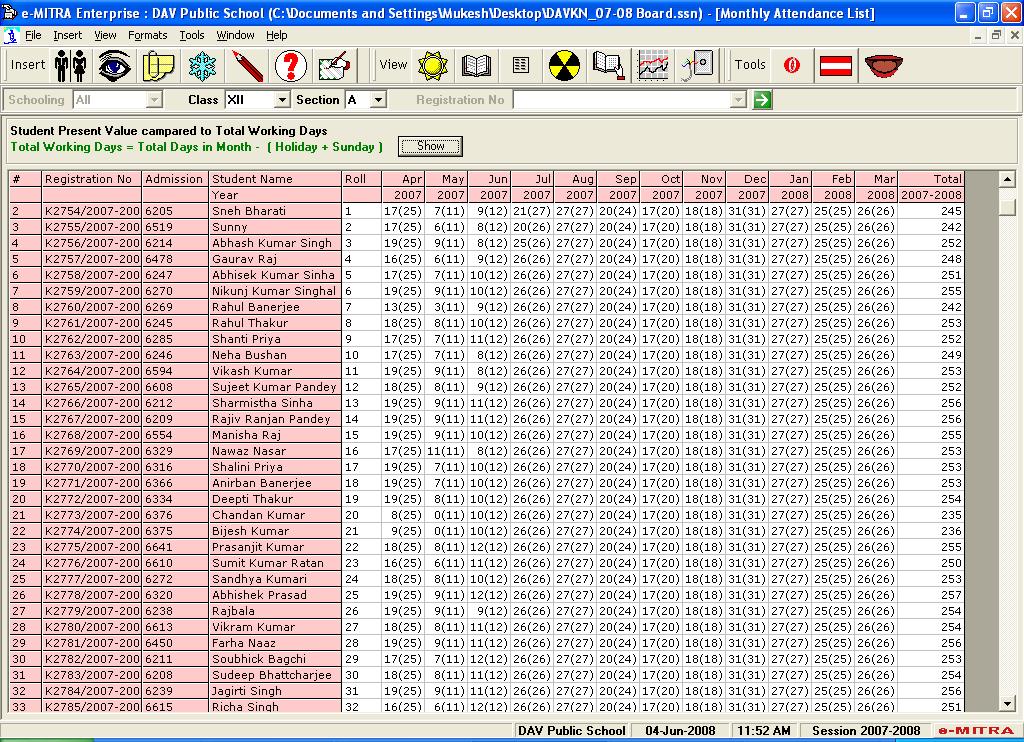 e-MITRA Enterprise : DAV Public School (C:\Documents and Settings\Mukesh\Desktop\DAVKN_07-08 Board.ssn) - [Monthly Attendance List]
File Insert View Formats Tools Window Help
Insert View Tools
Schooling All Class XII Section A Registration No
Student Present Value campared to Total Working Days
Total Working Days = Total Days in Month - ( Holiday + Sunday ) Show
# Registration No Admission Student Name Roll Apr May Jun Jul Aug Sep Oct Nov Dec Jan Feb Mar Total
Year 2007 2007 2007 2007 2007 2007 2007 2007 2007 2008 2008 2008 2007-2008
2 K2754/2007-200 6205 Sneh Bharati 1 17(25) 7(11) 9(12) 21(27) 27(27) 20(24) 17(20) 18(18) 31(31) 27(27) 25(25) 26(26) 245
3 K2755/2007-200 6519 Sunny 2 17(25) 6(11) 8(12) 20(26) 27(27) 20(24) 17(20) 18(18) 31(31) 27(27) 25(25) 26(26) 242
4 K2756/2007-200 6214 Abhash Kumar Singh 3 19(25) 9(11) 8(12) 25(26) 27(27) 20(24) 17(20) 18(18) 31(31) 27(27) 25(25) 26(26) 252
5 K2757/2007-200 6478 Gaurav Raj 4 16(25) 6(11) 9(12) 26(26) 27(27) 20(24) 17(20) 18(18) 31(31) 27(27) 25(25) 26(26) 248
6 K2758/2007-200 6247 Abhisek Kumar Sinha 5 17(25) 7(11) 10(12) 26(26) 27(27) 20(24) 17(20) 18(18) 31(31) 27(27) 25(25) 26(26) 251
7 K2759/2007-200 6270 Nikunj Kumar Singhal 6 19(25) 9(11) 10(12) 26(26) 27(27) 20(24) 17(20) 18(18) 31(31) 27(27) 25(25) 26(26) 255
8 K2760/2007-200 6269 Rahul Banerjee 7 13(25) 3(11) 9(12) 26(26) 27(27) 20(24) 17(20) 18(18) 31(31) 27(27) 25(25) 26(26) 242
9 K2761/2007-200 6245 Rahul Thakur 8 18(25) 8(11) 10(12) 26(26) 27(27) 20(24) 17(20) 18(18) 31(31) 27(27) 25(25) 26(26) 253
10 K2762/2007-200 6285 Shanti Priya 9 17(25) 7(11) 11(12) 26(26) 27(27) 20(24) 17(20) 18(18) 31(31) 27(27) 25(25) 26(26) 252
11 K2763/2007-200 6246 Neha Bushan 10 17(25) 7(11) 8(12) 26(26) 27(27) 20(24) 17(20) 18(18) 31(31) 27(27) 25(25) 26(26) 249
12 K2764/2007-200 6594 Vikash Kumar 11 19(25) 9(11) 8(12) 26(26) 27(27) 20(24) 17(20) 18(18) 31(31) 27(27) 25(25) 26(26) 253
13 K2765/2007-200 6608 Sujeet Kumar Pandey 12 18(25) 8(11) 9(12) 26(26) 27(27) 20(24) 17(20) 18(18) 31(31) 27(27) 25(25) 26(26) 252
14 K2766/2007-200 6212 Sharmistha Sinha 13 19(25) 9(11) 11(12) 26(26) 27(27) 20(24) 17(20) 18(18) 31(31) 27(27) 25(25) 26(26) 256
15 K2767/2007-200 6209 Rajiv Ranjan Pandey 14 19(25) 9(11) 11(12) 26(26) 27(27) 20(24) 17(20) 18(18) 31(31) 27(27) 25(25) 26(26) 256
16 K2768/2007-200 6554 Manisha Raj 15 19(25) 9(11) 10(12) 26(26) 27(27) 20(24) 17(20) 18(18) 31(31) 27(27) 25(25) 26(26) 255
17 K2769/2007-200 6329 Nawaz Nasar 16 17(25) 11(11) 8(12) 26(26) 27(27) 20(24) 17(20) 18(18) 31(31) 27(27) 25(25) 26(26) 253
18 K2770/2007-200 6316 Shalini Priya 17 19(25) 7(11) 10(12) 26(26) 27(27) 20(24) 17(20) 18(18) 31(31) 27(27) 25(25) 26(26) 253
19 K2771/2007-200 6366 Anirban Banerjee 18 19(25) 7(11) 10(12) 26(26) 27(27) 20(24) 17(20) 18(18) 31(31) 27(27) 25(25) 26(26) 253
20 K2772/2007-200 6334 Deepti Thakur 19 19(25) 8(11) 10(12) 26(26) 27(27) 20(24) 17(20) 18(18) 31(31) 27(27) 25(25) 26(26) 254
21 K2773/2007-200 6376 Chandan Kumar 20 8(25) 0(11) 10(12) 26(26) 27(27) 20(24) 17(20) 18(18) 31(31) 27(27) 25(25) 26(26) 235
22 K2774/2007-200 6375 Bijesh Kumar 21 9(25) 0(11) 10(12) 26(26) 27(27) 20(24) 17(20) 18(18) 31(31) 27(27) 25(25) 26(26) 236
23 K2775/2007-200 6641 Prasanjit Kumar 22 18(25) 8(11) 12(12) 26(26) 27(27) 20(24) 17(20) 18(18) 31(31) 27(27) 25(25) 26(26) 255
24 K2776/2007-200 6610 Sumit Kumar Ratan 23 16(25) 6(11) 11(12) 26(26) 27(27) 20(24) 17(20) 18(18) 31(31) 27(27) 25(25) 26(26) 250
25 K2777/2007-200 6272 Sandhya Kumari 24 18(25) 8(11) 10(12) 26(26) 27(27) 20(24) 17(20) 18(18) 31(31) 27(27) 25(25) 26(26) 253
26 K2778/2007-200 6320 Abhishek Prasad 25 19(25) 9(11) 12(12) 26(26) 27(27) 20(24) 17(20) 18(18) 31(31) 27(27) 25(25) 26(26) 257
27 K2779/2007-200 6238 Rajbala 26 19(25) 9(11) 9(12) 26(26) 27(27) 20(24) 17(20) 18(18) 31(31) 27(27) 25(25) 26(26) 254
28 K2780/2007-200 6613 Vikram Kumar 27 18(25) 8(11) 11(12) 26(26) 27(27) 20(24) 17(20) 18(18) 31(31) 27(27) 25(25) 26(26) 254
29 K2781/2007-200 6450 Farha Naaz 28 19(25) 9(11) 11(12) 26(26) 27(27) 20(24) 17(20) 18(18) 31(31) 27(27) 25(25) 26(26) 256
30 K2782/2007-200 6211 Soubhick Bagchi 29 17(25) 7(11) 12(12) 26(26) 27(27) 20(24) 17(20) 18(18) 31(31) 27(27) 25(25) 26(26) 253
31 K2783/2007-200 6208 Sudeep Bhattcharjee 30 18(25) 8(11) 11(12) 26(26) 27(27) 20(24) 17(20) 18(18) 31(31) 27(27) 25(25) 26(26) 254
32 K2784/2007-200 6239 Jagirti Singh 31 19(25) 9(11) 11(12) 26(26) 27(27) 20(24) 17(20) 18(18) 31(31) 27(27) 25(25) 26(26) 256
33 K2785/2007-200 6615 Richa Singh 32 16(25) 6(11) 12(12) 26(26) 27(27) 20(24) 17(20) 18(18) 31(31) 27(27) 25(25) 26(26) 251
DAV Public School 04-Jun-2008 11:52 AM Session 2007-2008 e-MITRA